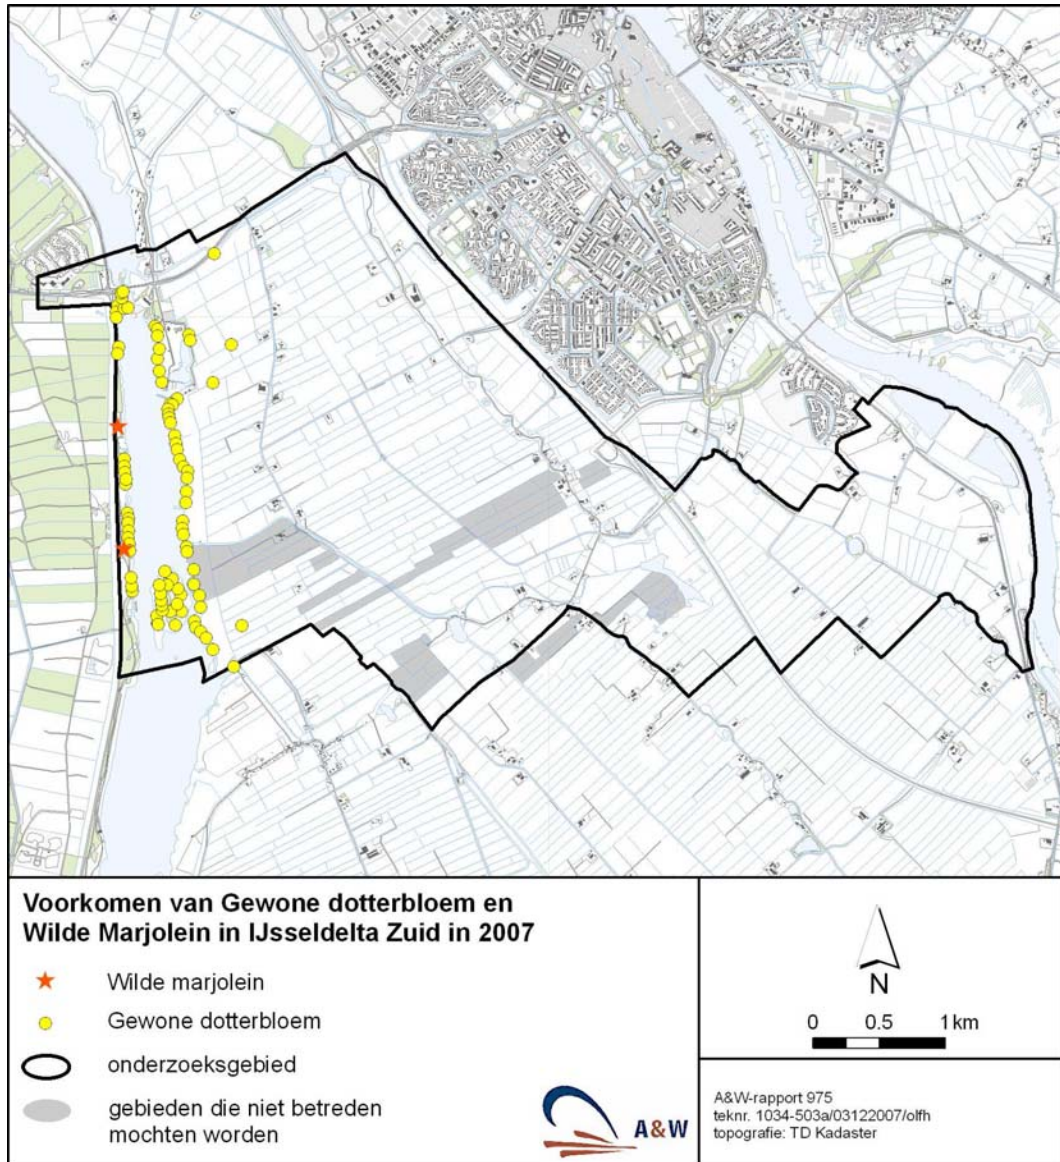 Voorkomen van Gewone dotterbloem en
Wilde Marjolein in IJsseldelta Zuid in 2007
Wilde marjolein
Gewone dotterbloem
onderzoeksgebied
gebieden die niet betreden
mochten worden
A&W
N
0 0.5 1 km
A&W-rapport 975
teknr. 1034-503a/03122007/olfh
topografie: TD Kadaster